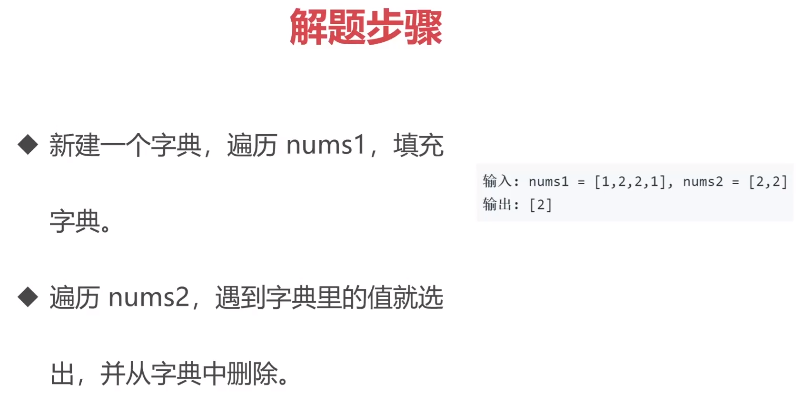 解题步骤
◆ 新建一个字典，遍历 nums1，填充
字典。
◆ 遍历 nums2，遇到字典里的值就选
出，并从字典中删除。
输入: nums1 = [1,2,2,1], nums2 = [2,2]
输出: [2]